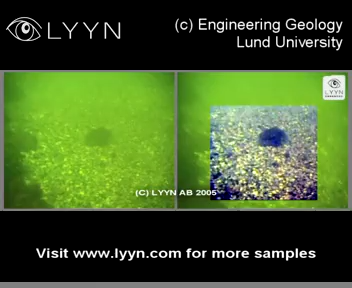 LYYN
(c) Engineering Geology
Lund University
LYYN
(C) LYYN AB 2005
Visit www.lyyn.com for more samples